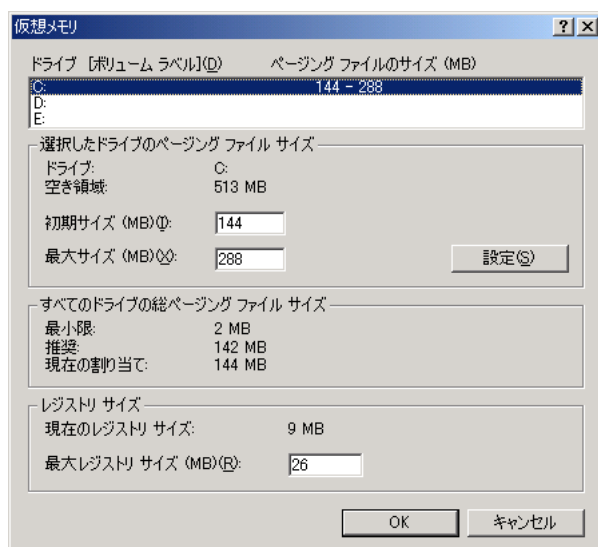 仮想メモリ
ドライブ [ボリューム ラベル](D) ページング ファイルのサイズ (MB)
C: 144 - 288
D:
E:
選択したドライブのページング ファイル サイズ
ドライブ: C:
空き領域: 513 MB
初期サイズ (MB)(I): 144
最大サイズ (MB)(X): 288
設定(S)
すべてのドライブの総ページング ファイル サイズ
最小限: 2 MB
推奨: 142 MB
現在の割り当て: 144 MB
レジストリ サイズ
現在のレジストリ サイズ: 9 MB
最大レジストリ サイズ (MB)(R): 26
OK キャンセル